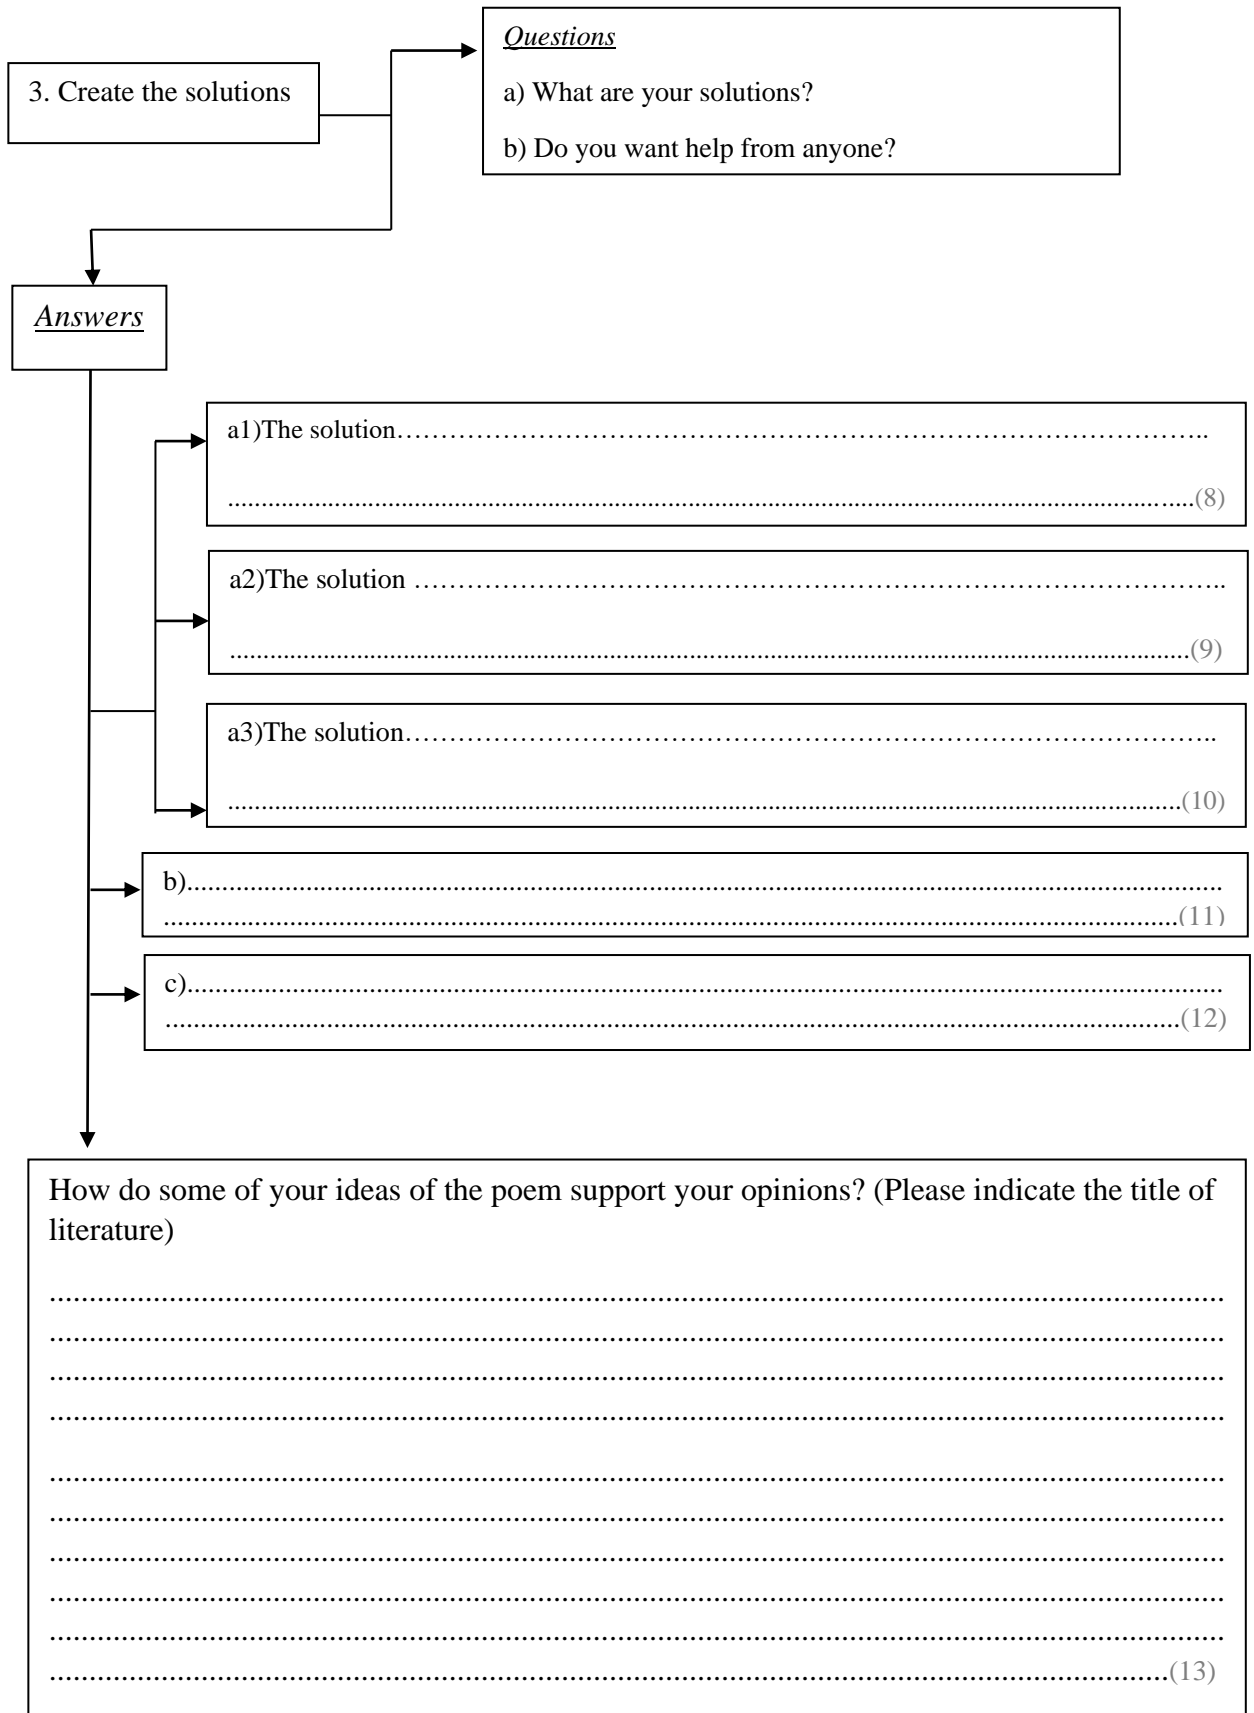 3. Create the solutions
Questions
a) What are your solutions?
b) Do you want help from anyone?
Answers
a1)The solution…………………………………………………………………………………..
.......................................................................................................................................................(8)
a2)The solution …………………………………………………………………………………..
.......................................................................................................................................................(9)
a3)The solution…………………………………………………………………………………..
.......................................................................................................................................................(10)
b)....................................................................................................................................................
.......................................................................................................................................................(11)
c)....................................................................................................................................................
.......................................................................................................................................................(12)
How do some of your ideas of the poem support your opinions? (Please indicate the title of
literature)
.......................................................................................................................................................
.......................................................................................................................................................
.......................................................................................................................................................
.......................................................................................................................................................
.......................................................................................................................................................
.......................................................................................................................................................
.......................................................................................................................................................
.......................................................................................................................................................
.......................................................................................................................................................
.......................................................................................................................................................(13)